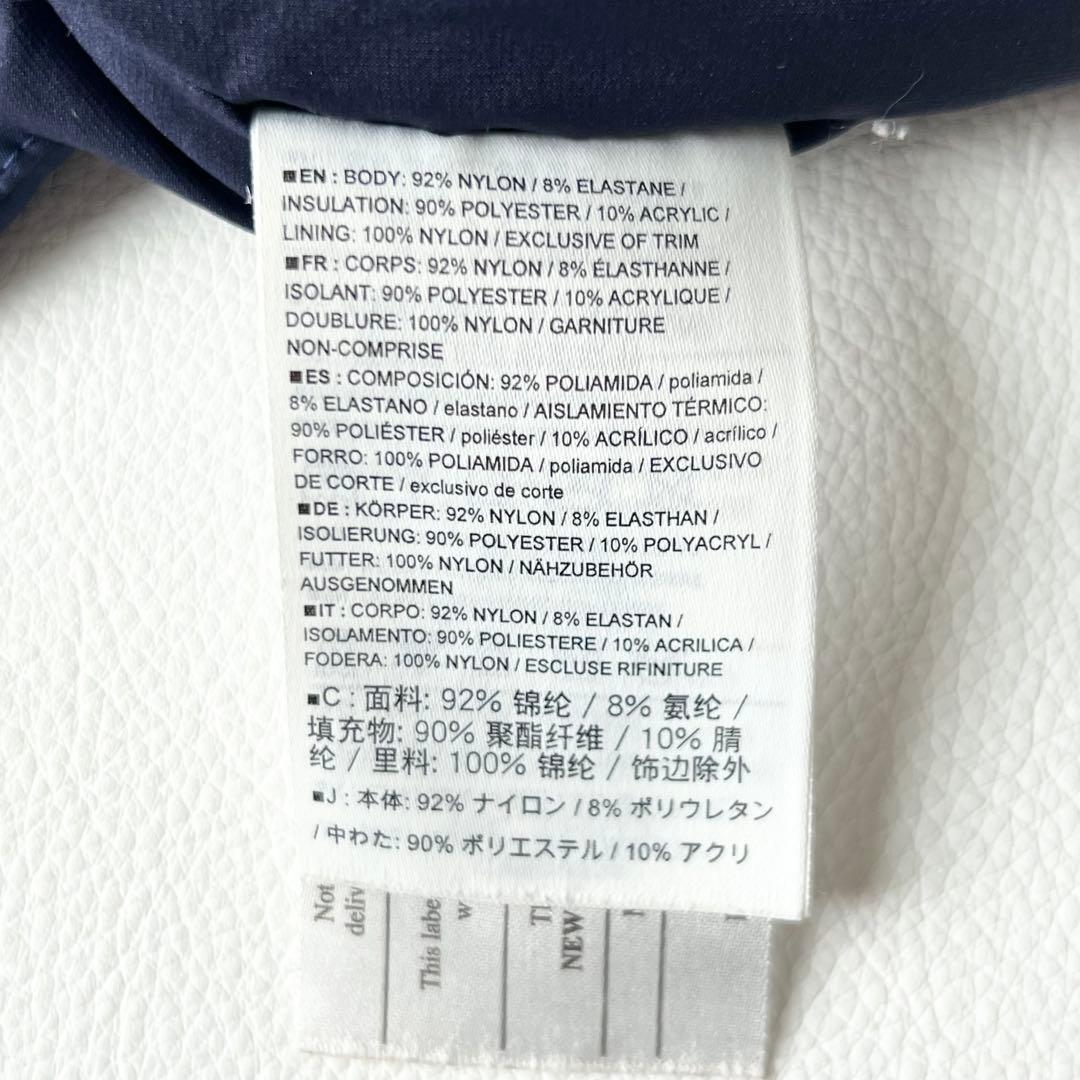 ■EN : BODY: 92% NYLON / 8% ELASTANE /
INSULATION: 90% POLYESTER / 10% ACRYLIC /
LINING: 100% NYLON / EXCLUSIVE OF TRIM
■FR : CORPS: 92% NYLON / 8% ÉLASTHANNE /
ISOLANT: 90% POLYESTER / 10% ACRYLIQUE /
DOUBLURE: 100% NYLON / GARNITURE
NON-COMPRISE
■ES : COMPOSICIÓN: 92% POLIAMIDA / poliamida /
8% ELASTANO / elastano / AISLAMIENTO TÉRMICO:
90% POLIÉSTER / poliéster / 10% ACRÍLICO / acrílico /
FORRO: 100% POLIAMIDA / poliamida / EXCLUSIVO
DE CORTE / exclusivo de corte
■DE : KÖRPER: 92% NYLON / 8% ELASTHAN /
ISOLIERUNG: 90% POLYESTER / 10% POLYACRYL /
FUTTER: 100% NYLON / NÄHZUBEHÖR
AUSGENOMMEN
■IT : CORPO: 92% NYLON / 8% ELASTAN /
ISOLAMENTO: 90% POLIESTERE / 10% ACRILICA /
FODERA: 100% NYLON / ESCLUSE RIFINITURE
■C : 面料: 92% 锦纶 / 8% 氨纶 /
填充物: 90% 聚酯纤维 / 10% 腈
纶 / 里料: 100% 锦纶 / 饰边除外
■J : 本体: 92% ナイロン / 8% ポリウレタン
/ 中わた: 90% ポリエステル / 10% アクリ
Not
deliv
This labe
w
NEW